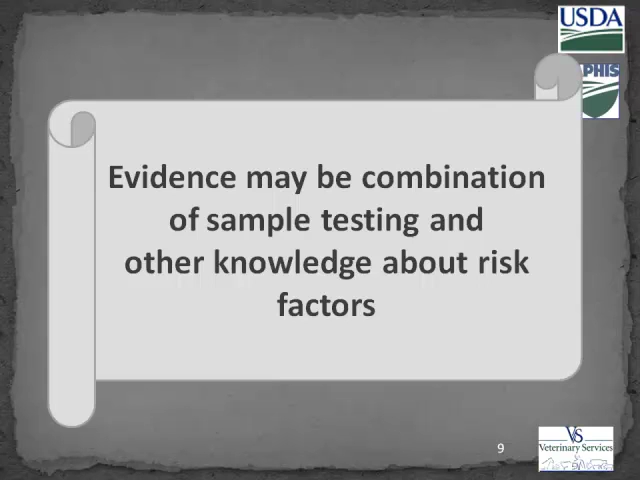 USDA
PHIS
Evidence may be combination
of sample testing and
other knowledge about risk
factors
9
VS
Veterinary Services